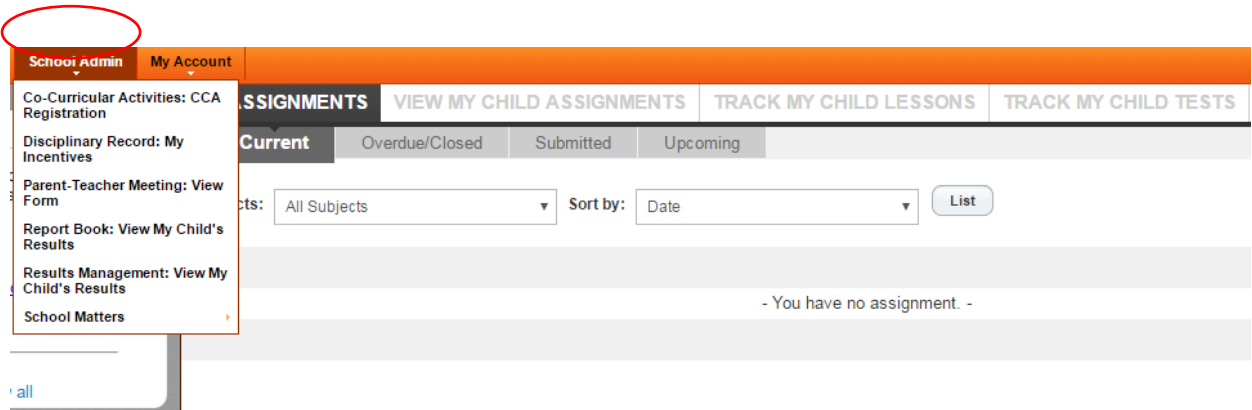 School Admin My Account
Co-Curricular Activities: CCA
Registration
Disciplinary Record: My
Incentives
Parent-Teacher Meeting: View
Form
Report Book: View My Child's
Results
Results Management: View My
Child's Results
School Matters
SSIGNMENTS VIEW MY CHILD ASSIGNMENTS TRACK MY CHILD LESSONS TRACK MY CHILD TESTS
Current Overdue/Closed Submitted Upcoming
cts: All Subjects Sort by: Date List
- You have no assignment. -
all